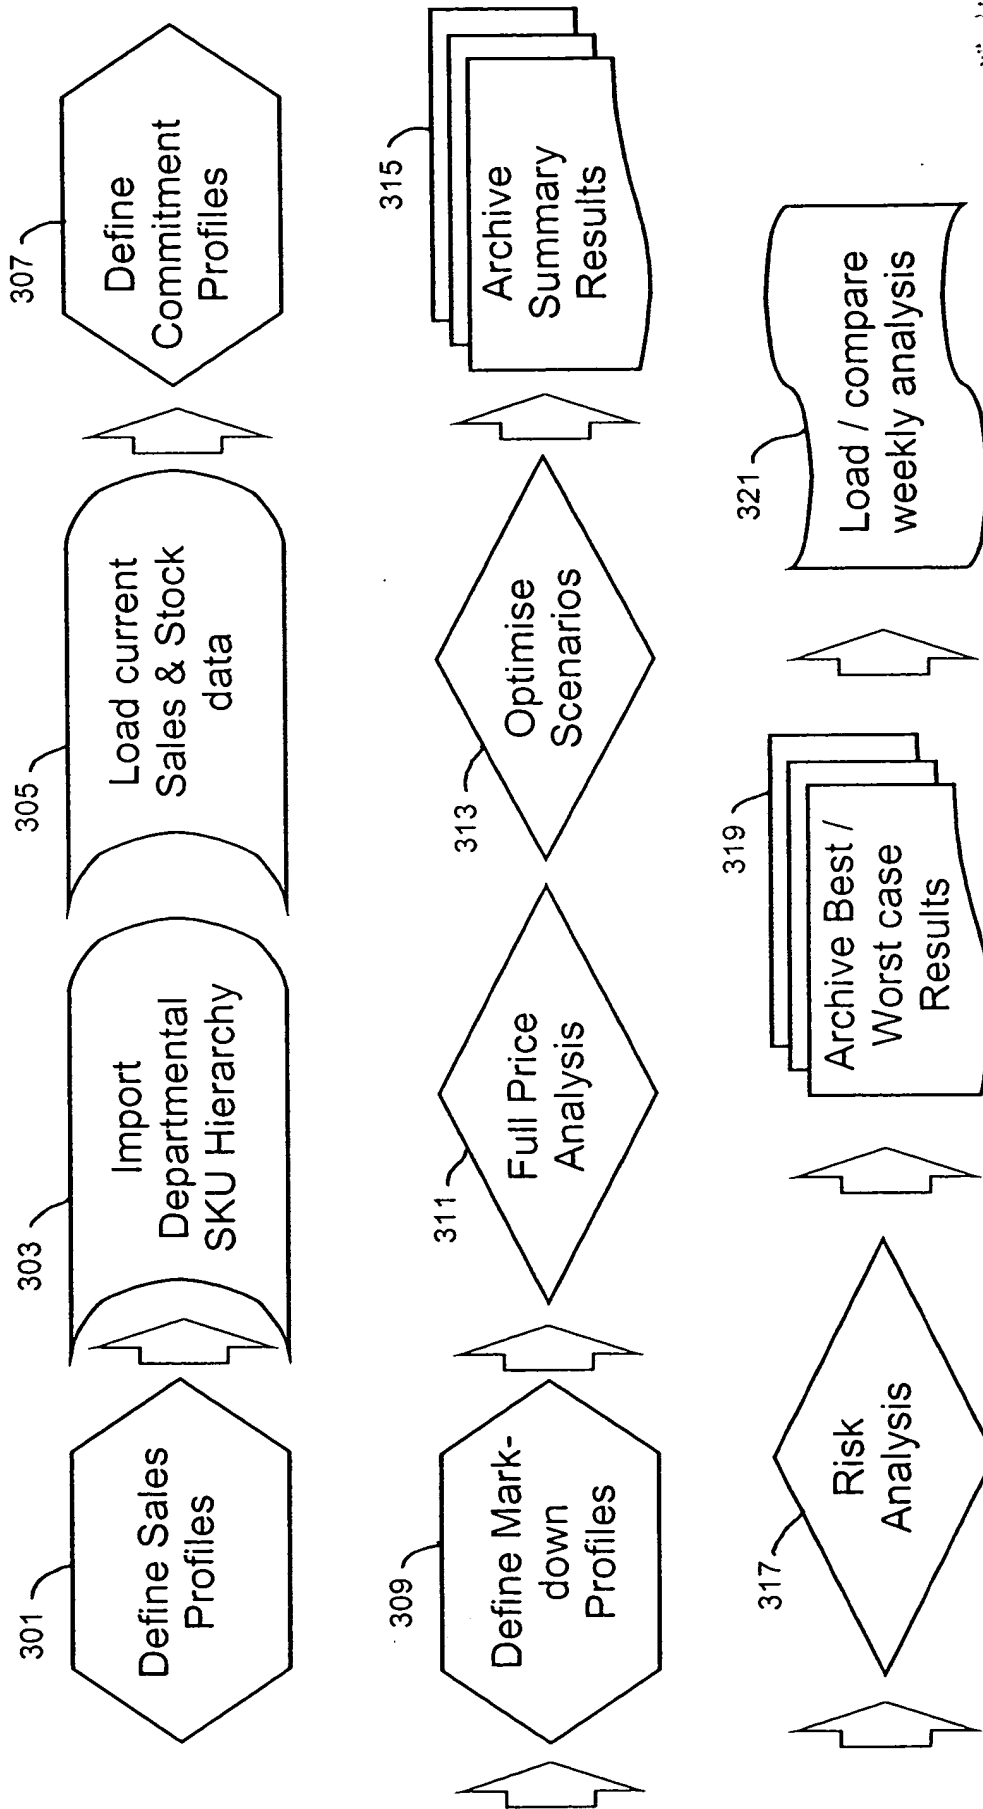 301
Define Sales
Profiles
303
Import
Departmental
SKU Hierarchy
305
Load current
Sales & Stock
data
307
Define
Commitment
Profiles
309
Define Mark-
down
Profiles
311
Full Price
Analysis
313
Optimise
Scenarios
315
Archive
Summary
Results
317
Risk
Analysis
319
Archive Best /
Worst case
Results
321
Load / compare
weekly analysis